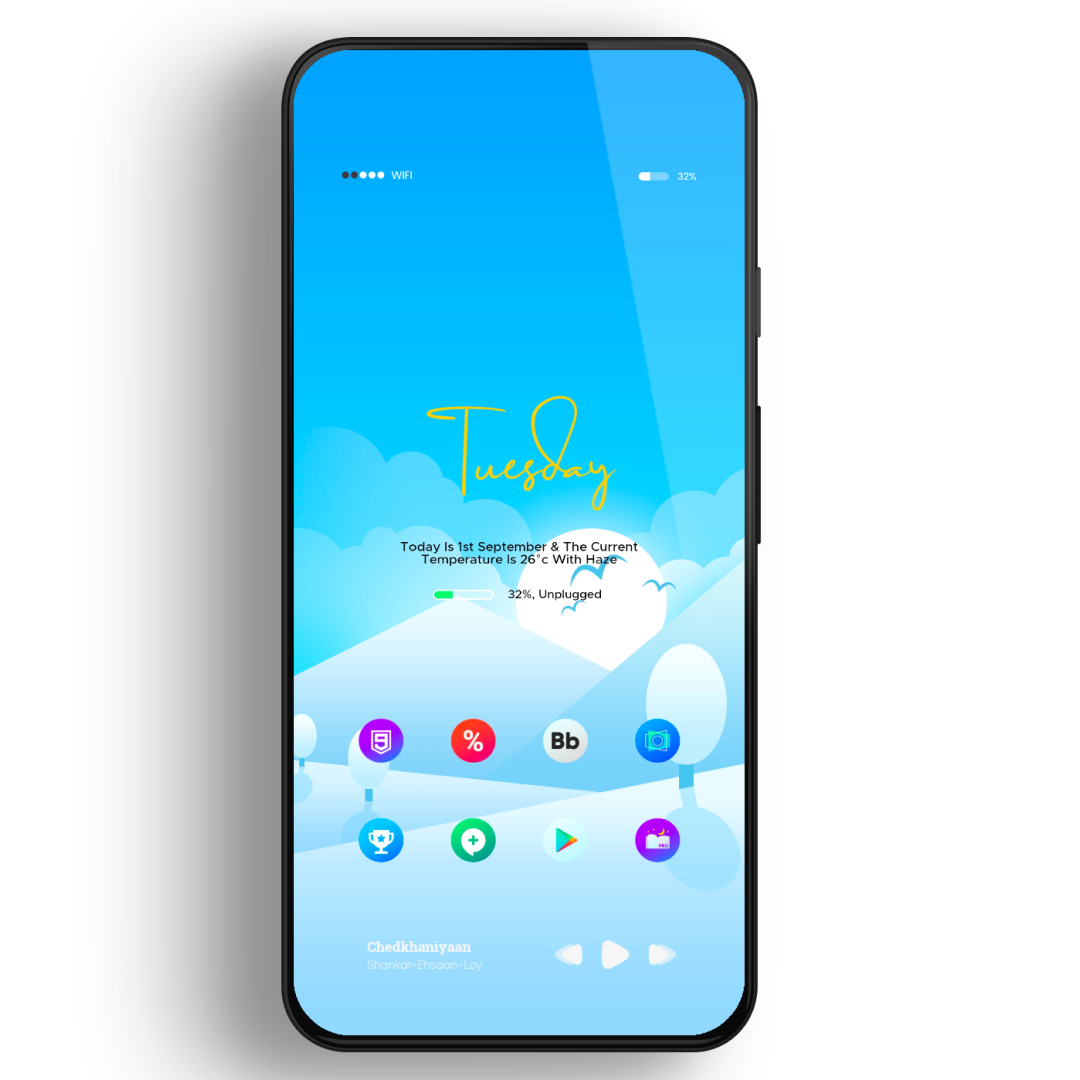 WIFI
32%
Tuesday
Today Is 1st September & The Current
Temperature Is 26°c With Haze
32%, Unplugged
9
%
Bb
PRO
Chedkhaniyaan
Shankar-Ehsaan-Loy